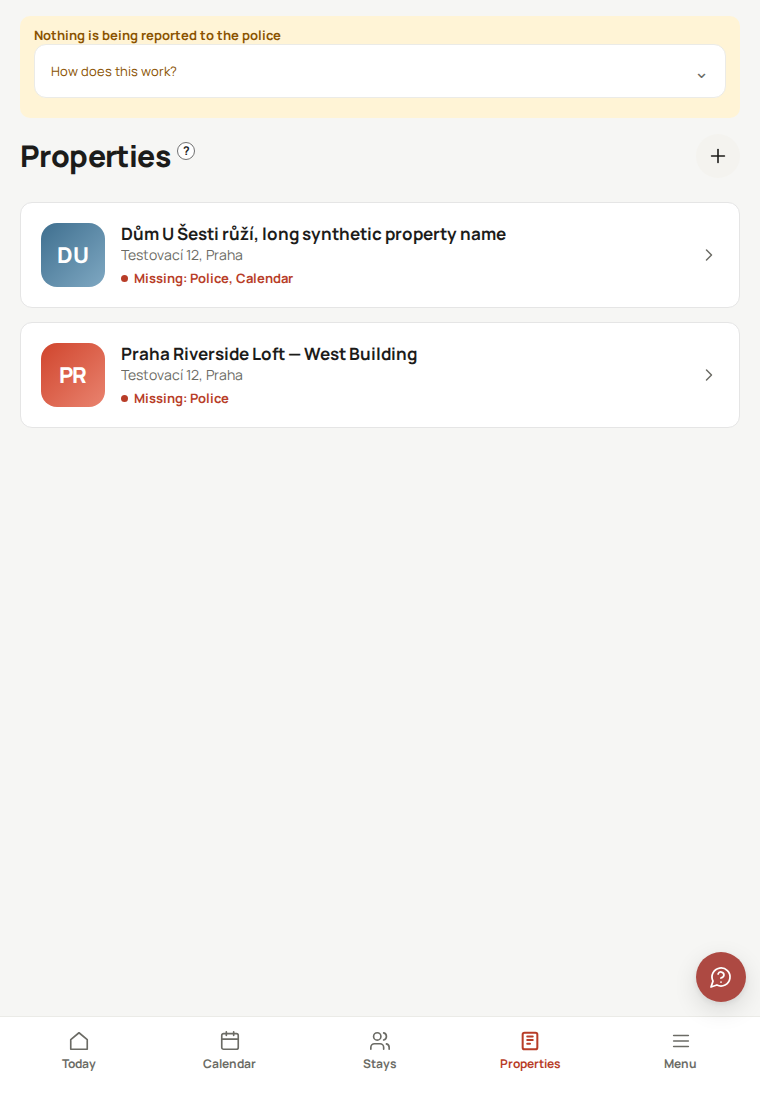 Nothing is being reported to the police
How does this work?
Properties ?
DU
Dům U Šesti růží, long synthetic property name
Testovací 12, Praha
Missing: Police, Calendar
PR
Praha Riverside Loft — West Building
Testovací 12, Praha
Missing: Police
Today
Calendar
Stays
Properties
Menu